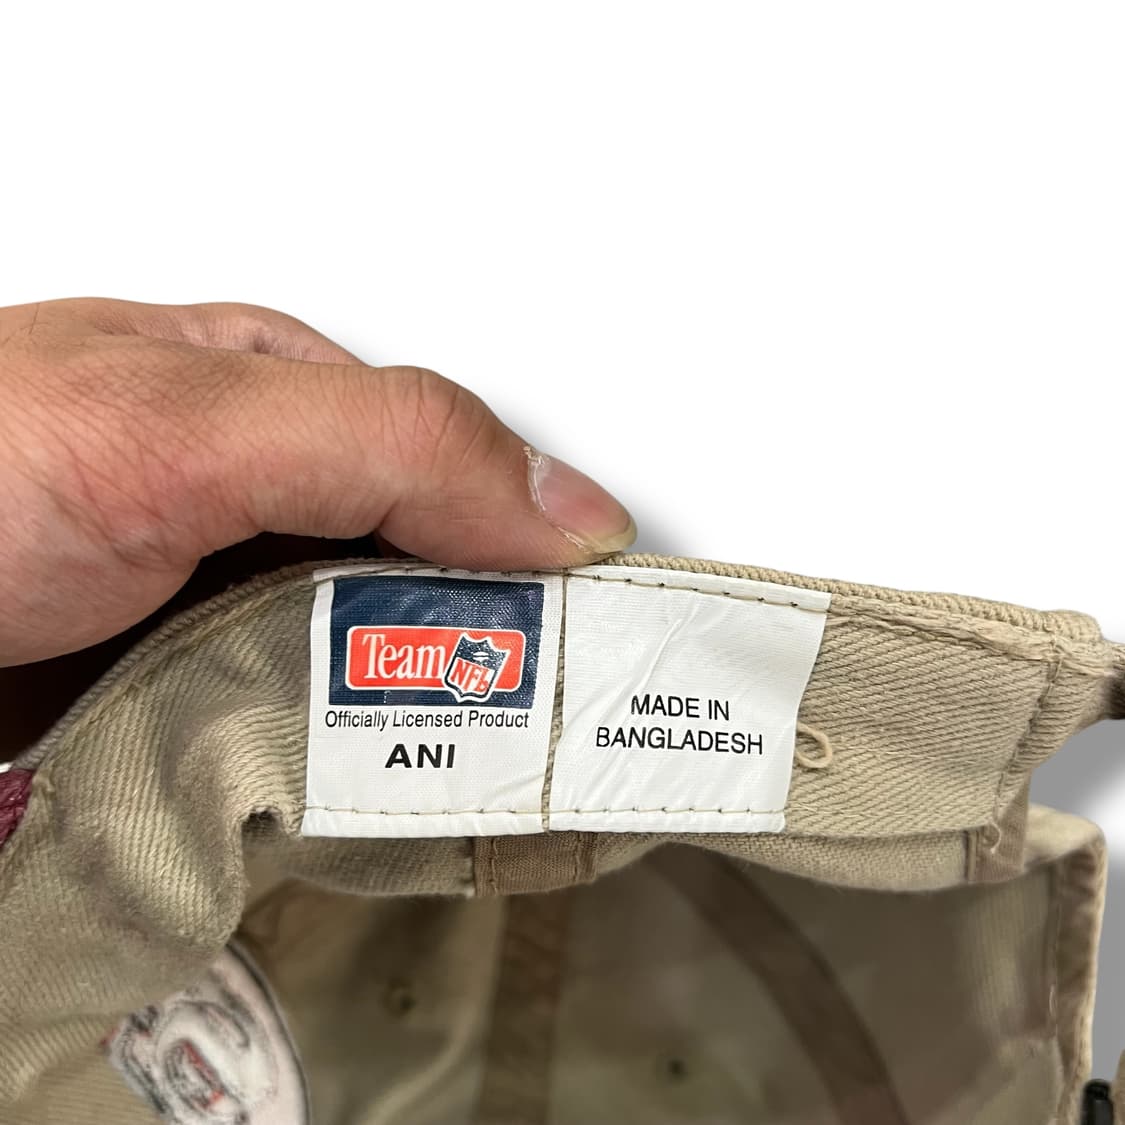 Team NFL
Officially Licensed Product
ANI
MADE IN
BANGLADESH